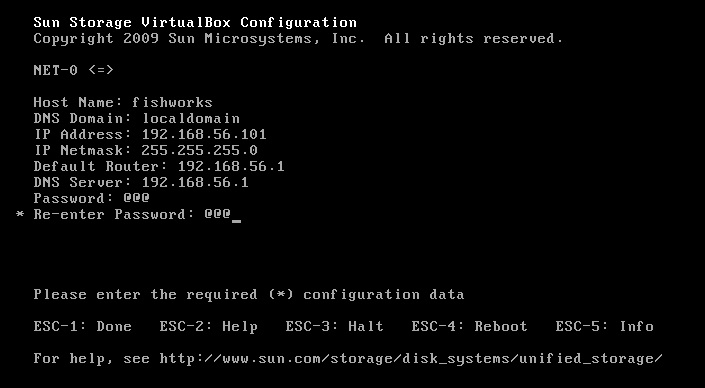 Sun Storage VirtualBox Configuration
Copyright 2009 Sun Microsystems, Inc.  All rights reserved.
NET-0 <=>
Host Name: fishworks
DNS Domain: localdomain
IP Address: 192.168.56.101
IP Netmask: 255.255.255.0
Default Router: 192.168.56.1
DNS Server: 192.168.56.1
Password: @@@
* Re-enter Password: @@@_
Please enter the required (*) configuration data
ESC-1: Done   ESC-2: Help   ESC-3: Halt   ESC-4: Reboot   ESC-5: Info
For help, see http://www.sun.com/storage/disk_systems/unified_storage/